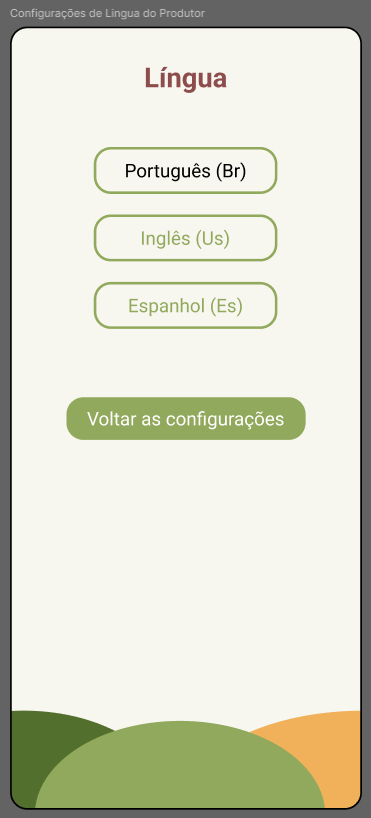 Configurações de Língua do Produtor
Língua
Português (Br)
Inglês (Us)
Espanhol (Es)
Voltar as configurações